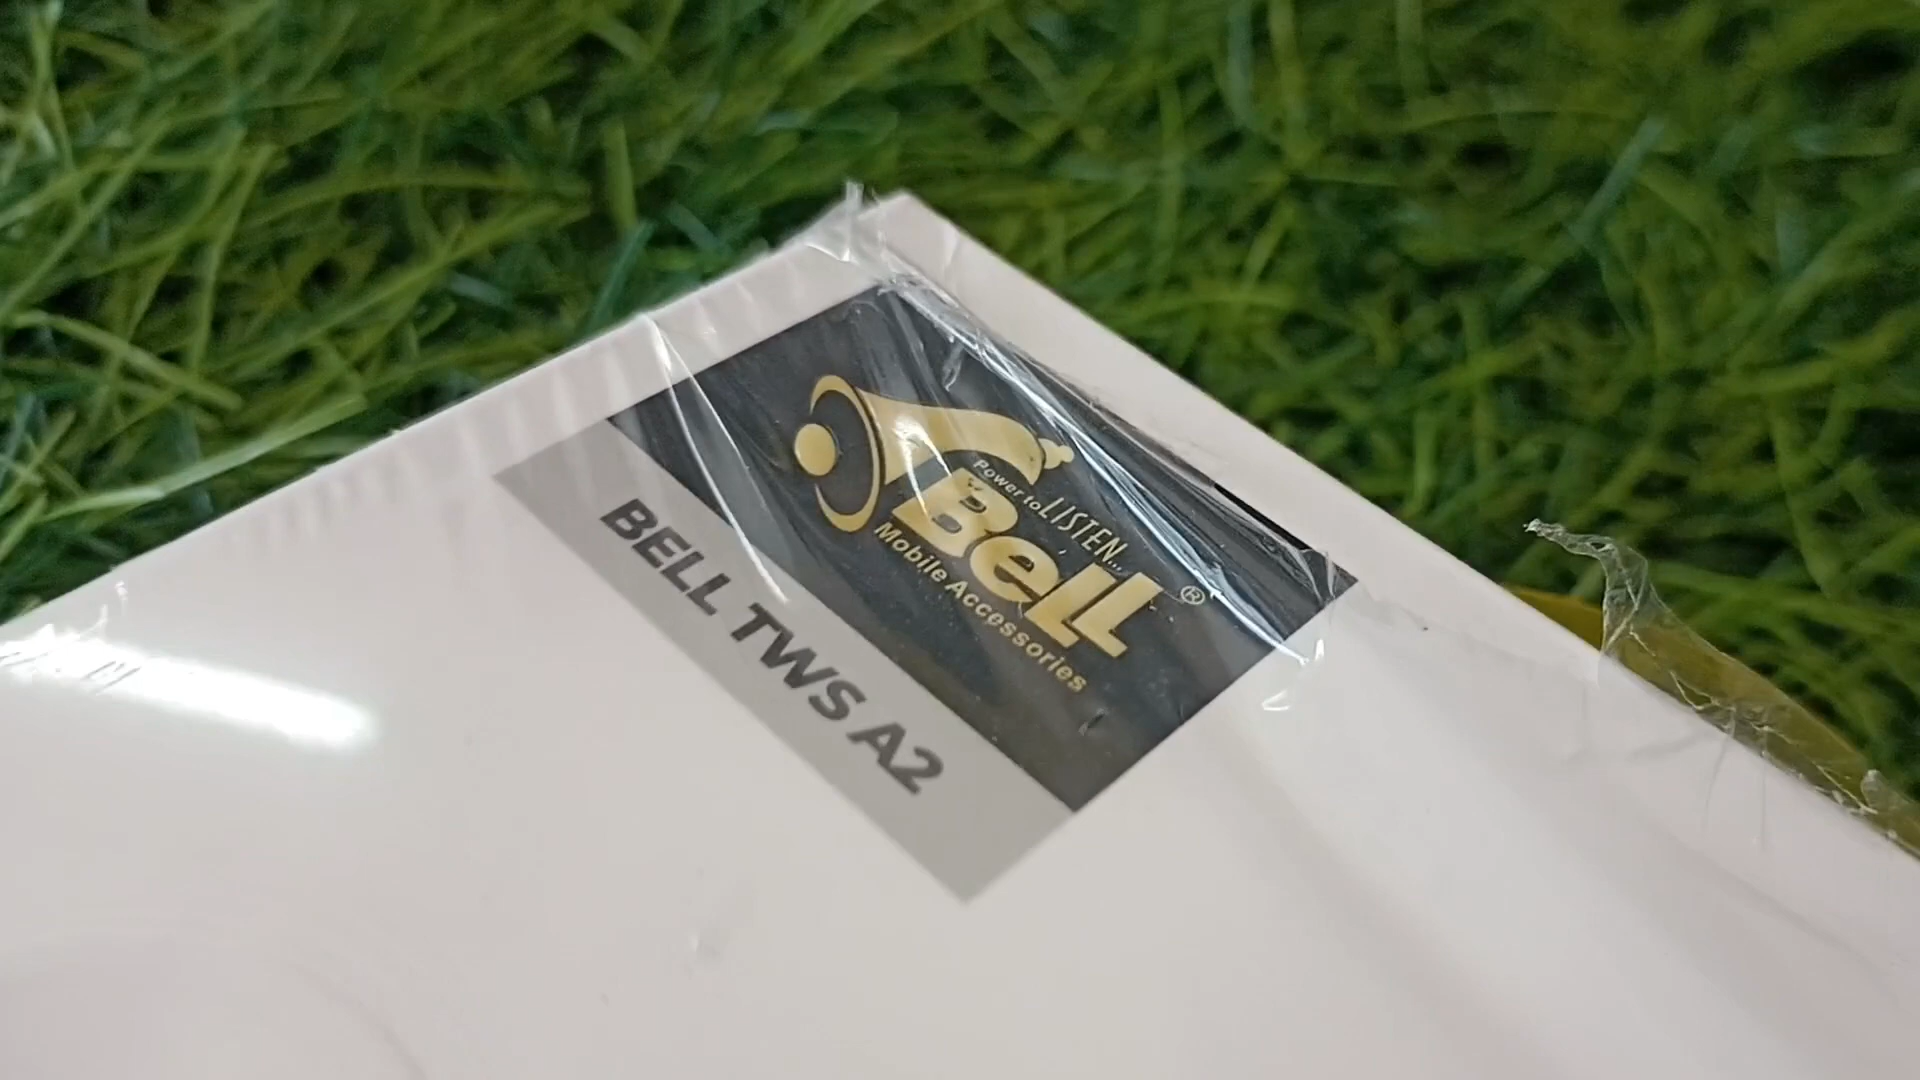 Power to LISTEN...
BeLL ®
Mobile Accessories
BELL TWS A2